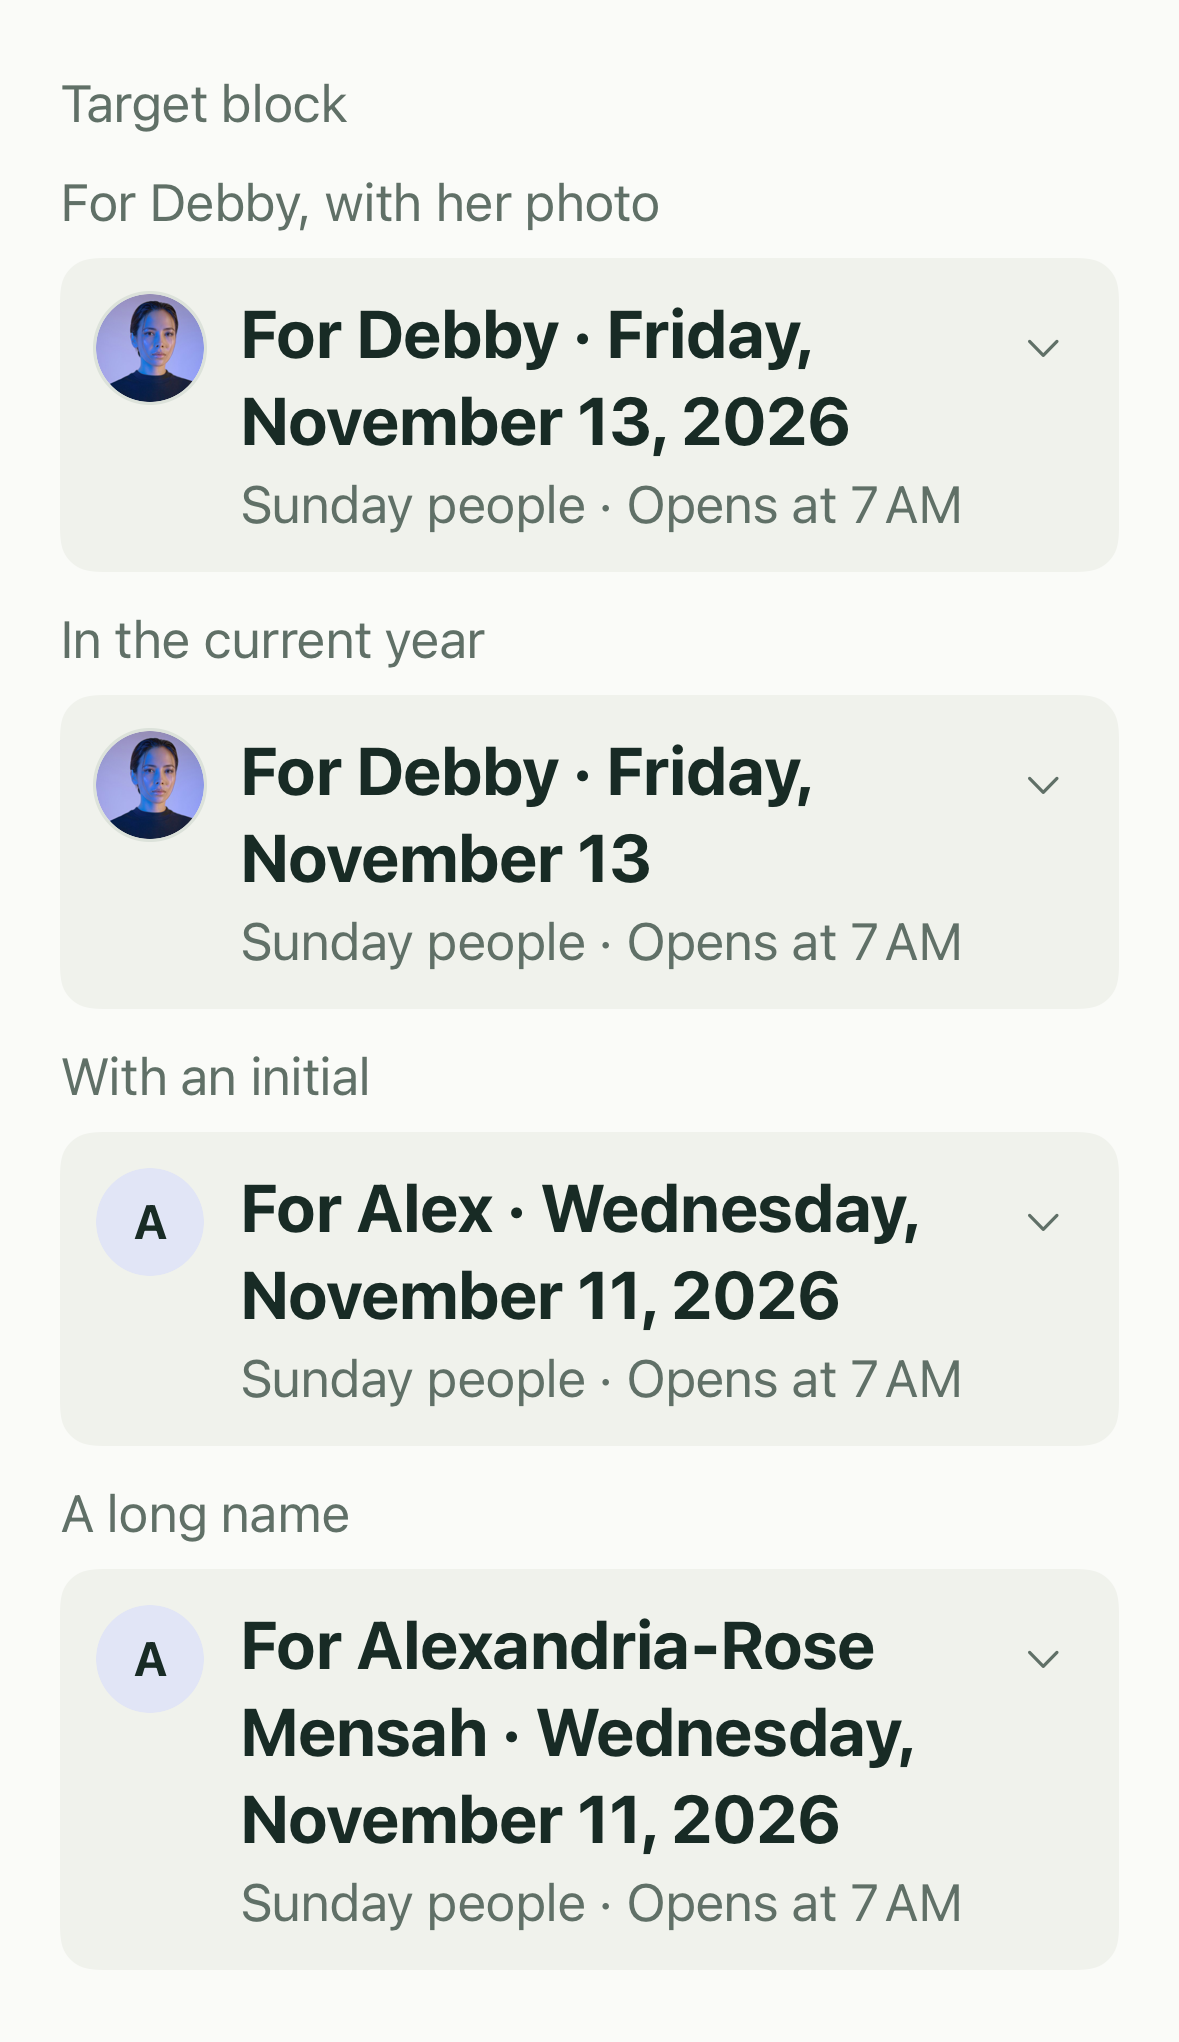 Target block
For Debby, with her photo
For Debby · Friday,
November 13, 2026
Sunday people · Opens at 7 AM
In the current year
For Debby · Friday,
November 13
Sunday people · Opens at 7 AM
With an initial
A
For Alex · Wednesday,
November 11, 2026
Sunday people · Opens at 7 AM
A long name
A
For Alexandria-Rose
Mensah · Wednesday,
November 11, 2026
Sunday people · Opens at 7 AM